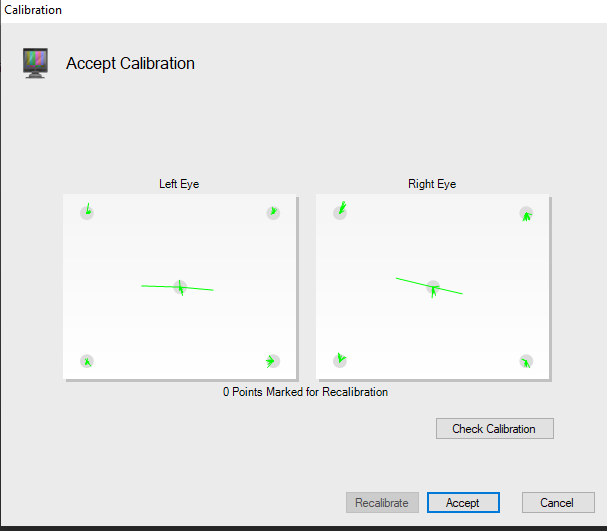 Calibration
Accept Calibration
Left Eye
Right Eye
0 Points Marked for Recalibration
Check Calibration
Recalibrate
Accept
Cancel